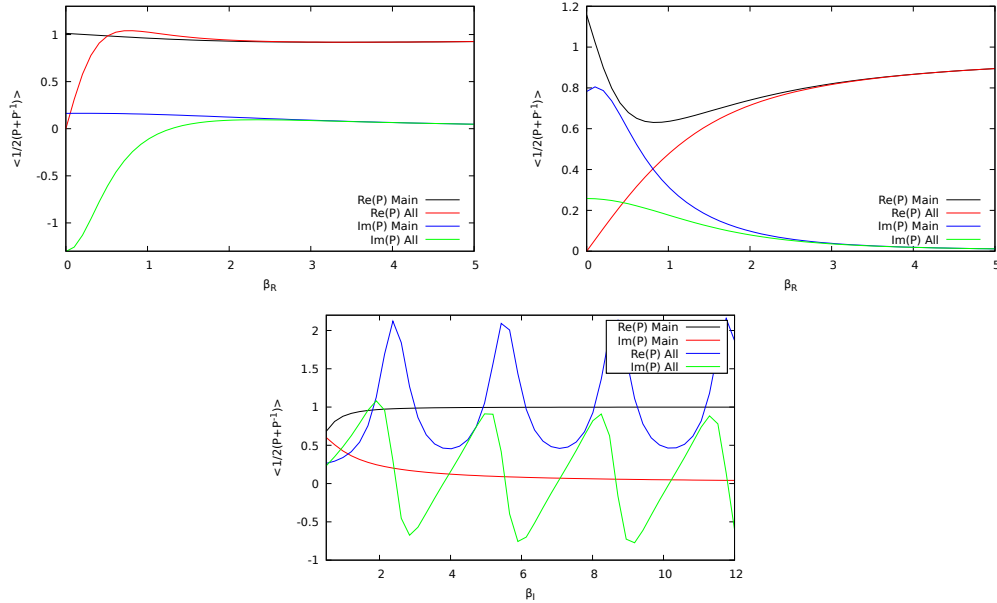 <1/2(P+P⁻¹)>
1
0.5
0
-0.5
-1
0
1
2
3
4
5
β_R
Re(P) Main
Re(P) All
Im(P) Main
Im(P) All
<1/2(P+P⁻¹)>
1.2
1
0.8
0.6
0.4
0.2
0
0
1
2
3
4
5
β_R
Re(P) Main
Re(P) All
Im(P) Main
Im(P) All
<1/2(P+P⁻¹)>
2
1.5
1
0.5
0
-0.5
-1
2
4
6
8
10
12
β_I
Re(P) Main
Im(P) Main
Re(P) All
Im(P) All